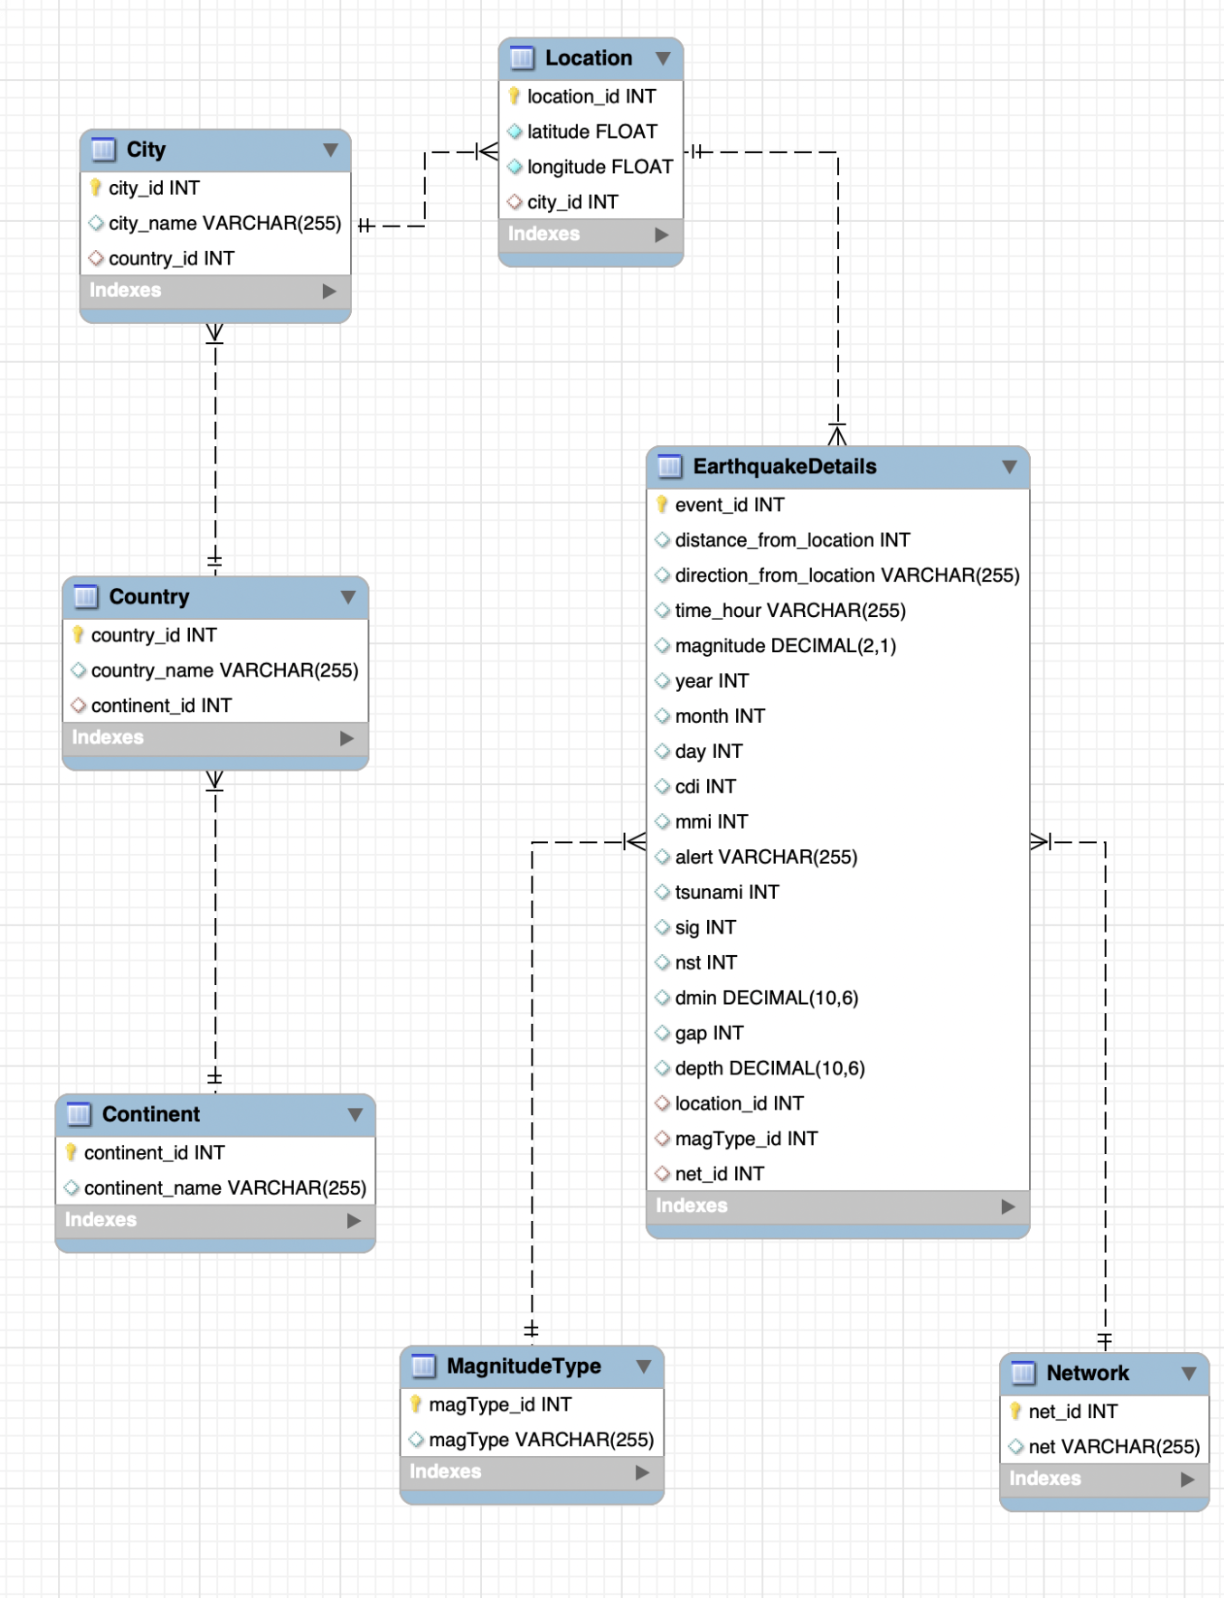 Location
location_id INT
latitude FLOAT
longitude FLOAT
city_id INT
Indexes
City
city_id INT
city_name VARCHAR(255)
country_id INT
Indexes
EarthquakeDetails
event_id INT
distance_from_location INT
direction_from_location VARCHAR(255)
time_hour VARCHAR(255)
magnitude DECIMAL(2,1)
year INT
month INT
day INT
cdi INT
mmi INT
alert VARCHAR(255)
tsunami INT
sig INT
nst INT
dmin DECIMAL(10,6)
gap INT
depth DECIMAL(10,6)
location_id INT
magType_id INT
net_id INT
Indexes
Country
country_id INT
country_name VARCHAR(255)
continent_id INT
Indexes
Continent
continent_id INT
continent_name VARCHAR(255)
Indexes
MagnitudeType
magType_id INT
magType VARCHAR(255)
Indexes
Network
net_id INT
net VARCHAR(255)
Indexes